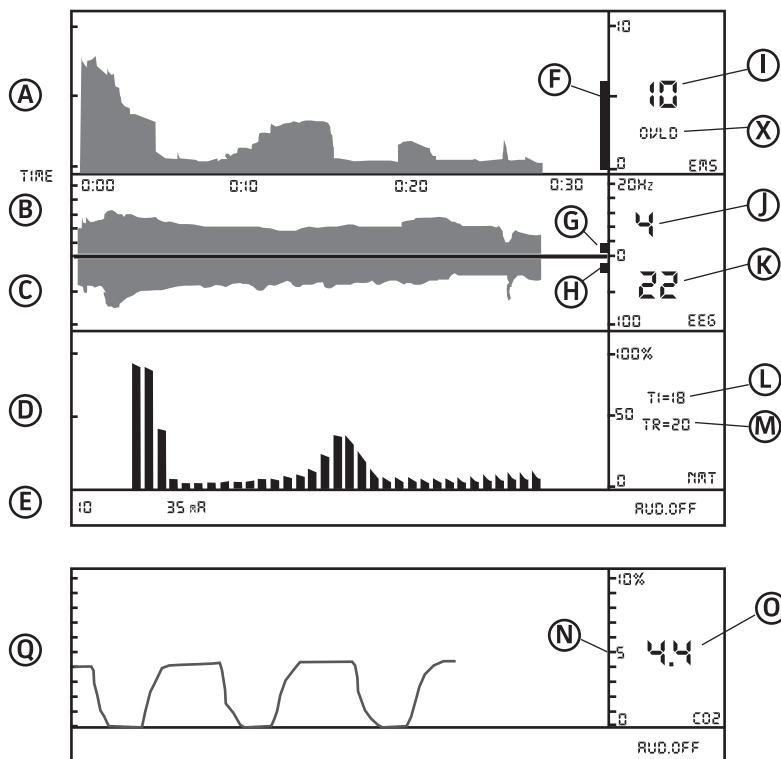 10
I
A
F
10
OVLD
X
TIME
0
EMS
0:00 0:10 0:20 0:30
20Hz
B
G
4
J
0
C
H
22
K
100
EEG
100%
L
TI=18
D
50
TR=20
M
0
NMT
E
10 35 mA AUD.OFF
10%
O
Q
N
5
4.4
0
CO2
AUD.OFF